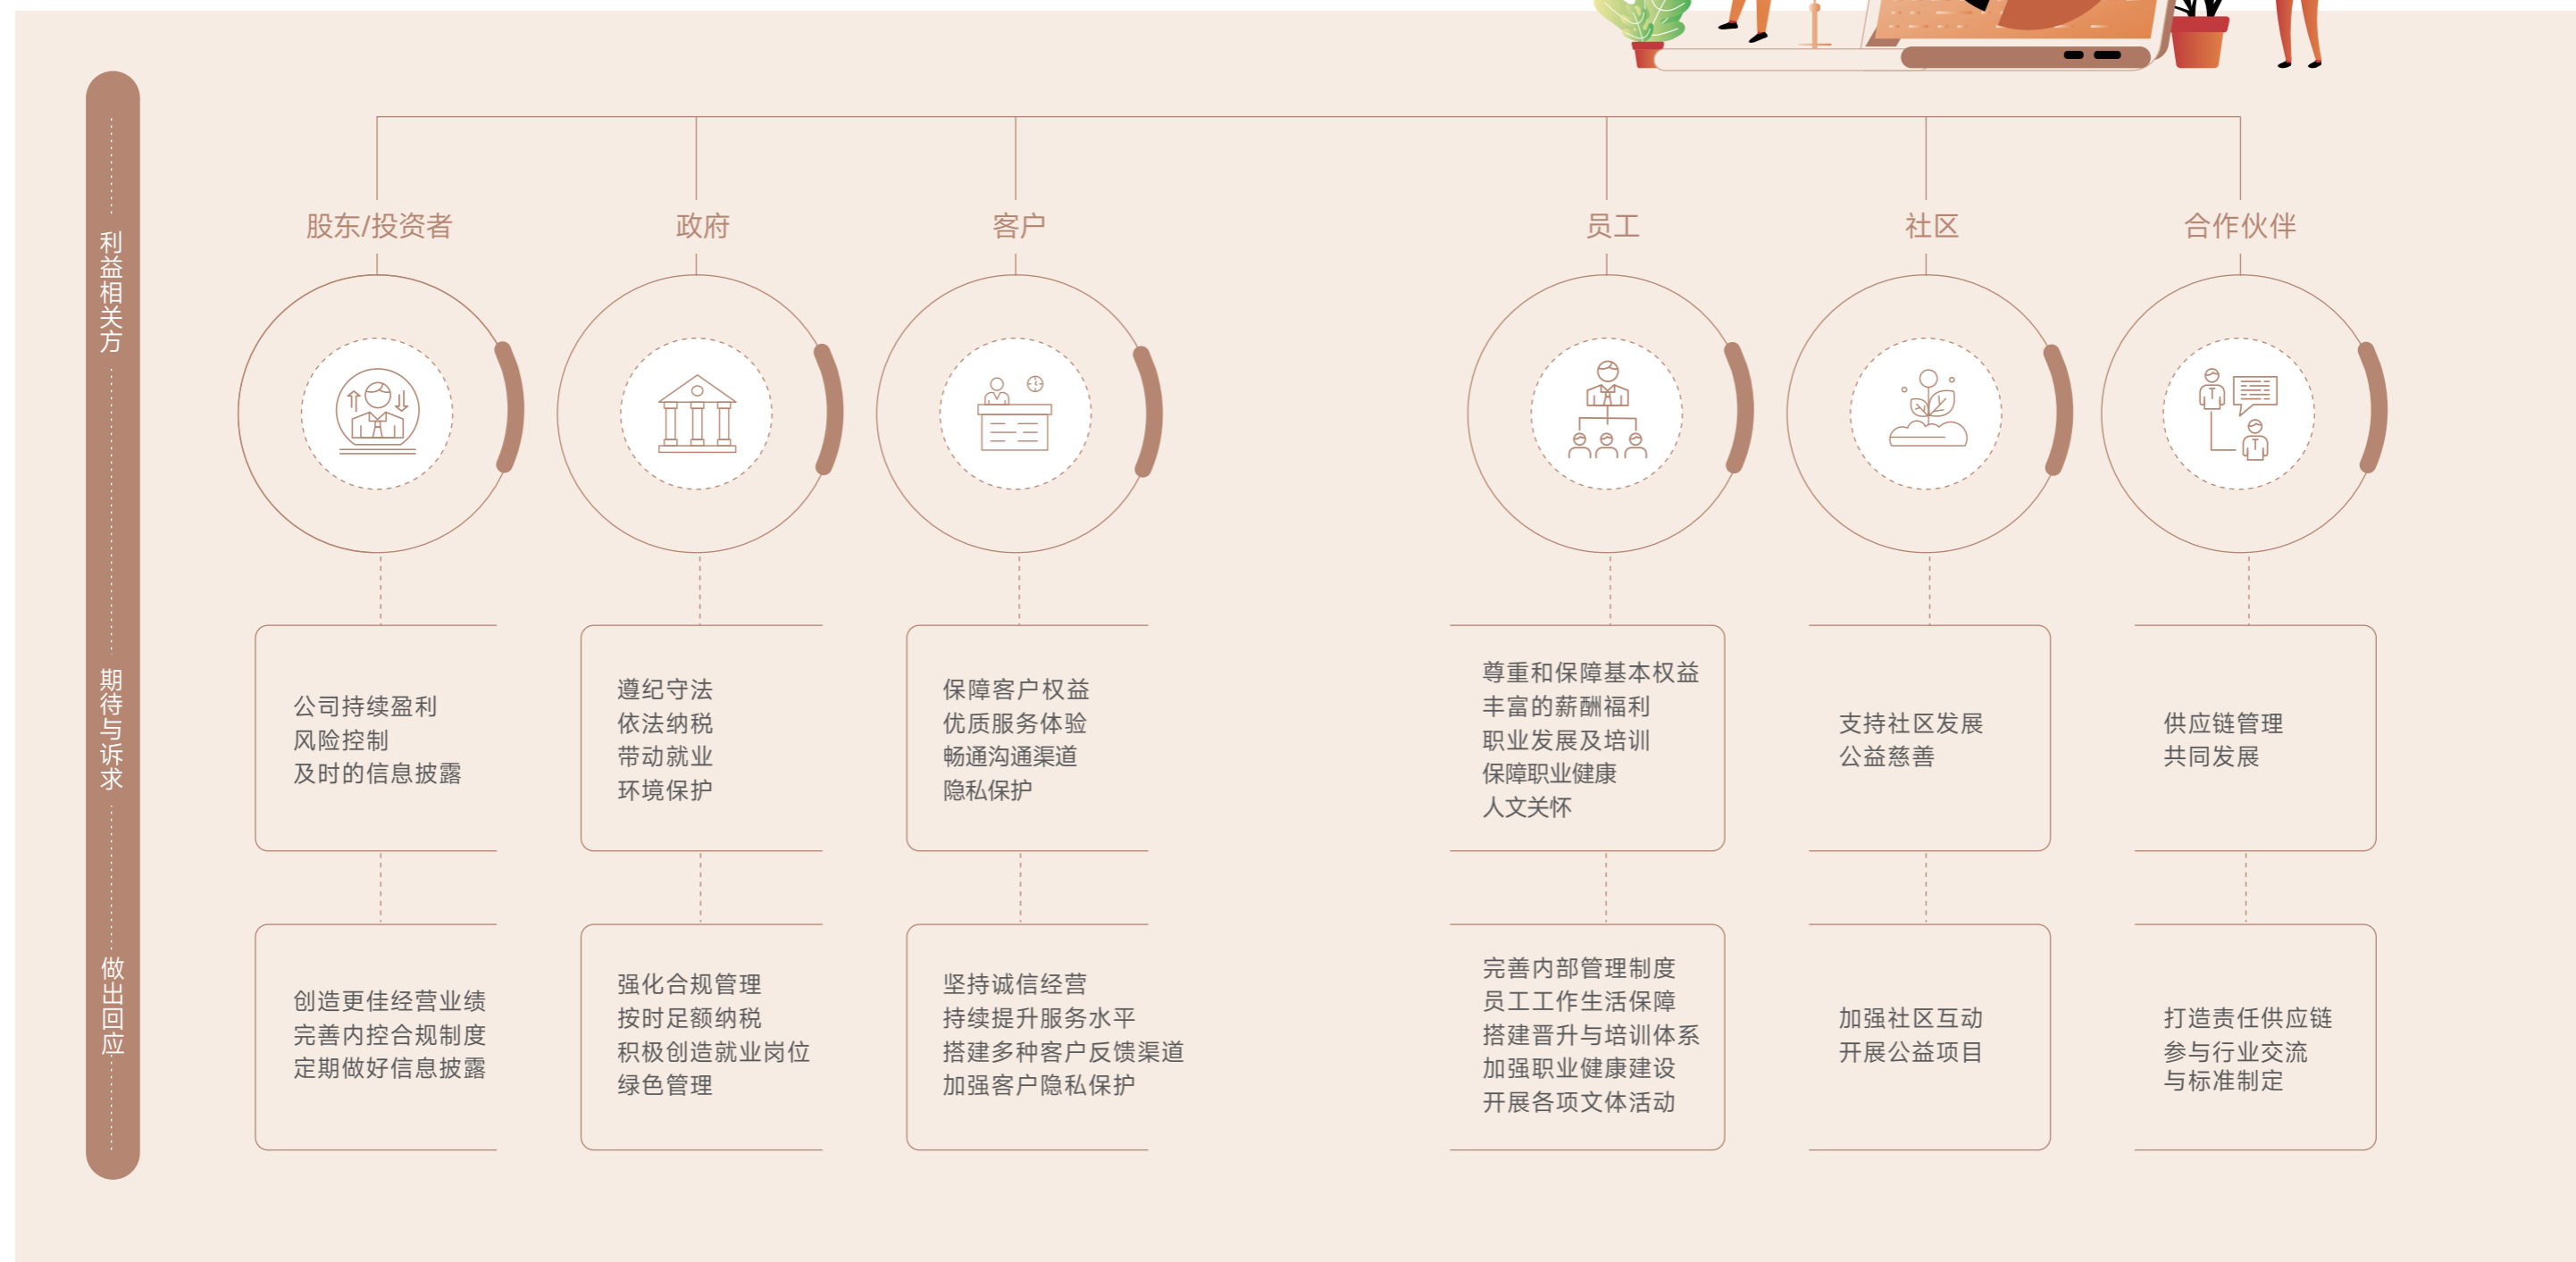 利益相关方
股东/投资者
政府
客户
员工
社区
合作伙伴
期待与诉求
公司持续盈利
风险控制
及时的信息披露
遵纪守法
依法纳税
带动就业
环境保护
保障客户权益
优质服务体验
畅通沟通渠道
隐私保护
尊重和保障基本权益
丰富的薪酬福利
职业发展及培训
保障职业健康
人文关怀
支持社区发展
公益慈善
供应链管理
共同发展
做出回应
创造更佳经营业绩
完善内控合规制度
定期做好信息披露
强化合规管理
按时足额纳税
积极创造就业岗位
绿色管理
坚持诚信经营
持续提升服务水平
搭建多种客户反馈渠道
加强客户隐私保护
完善内部管理制度
员工工作生活保障
搭建晋升与培训体系
加强职业健康建设
开展各项文体活动
加强社区互动
开展公益项目
打造责任供应链
参与行业交流
与标准制定